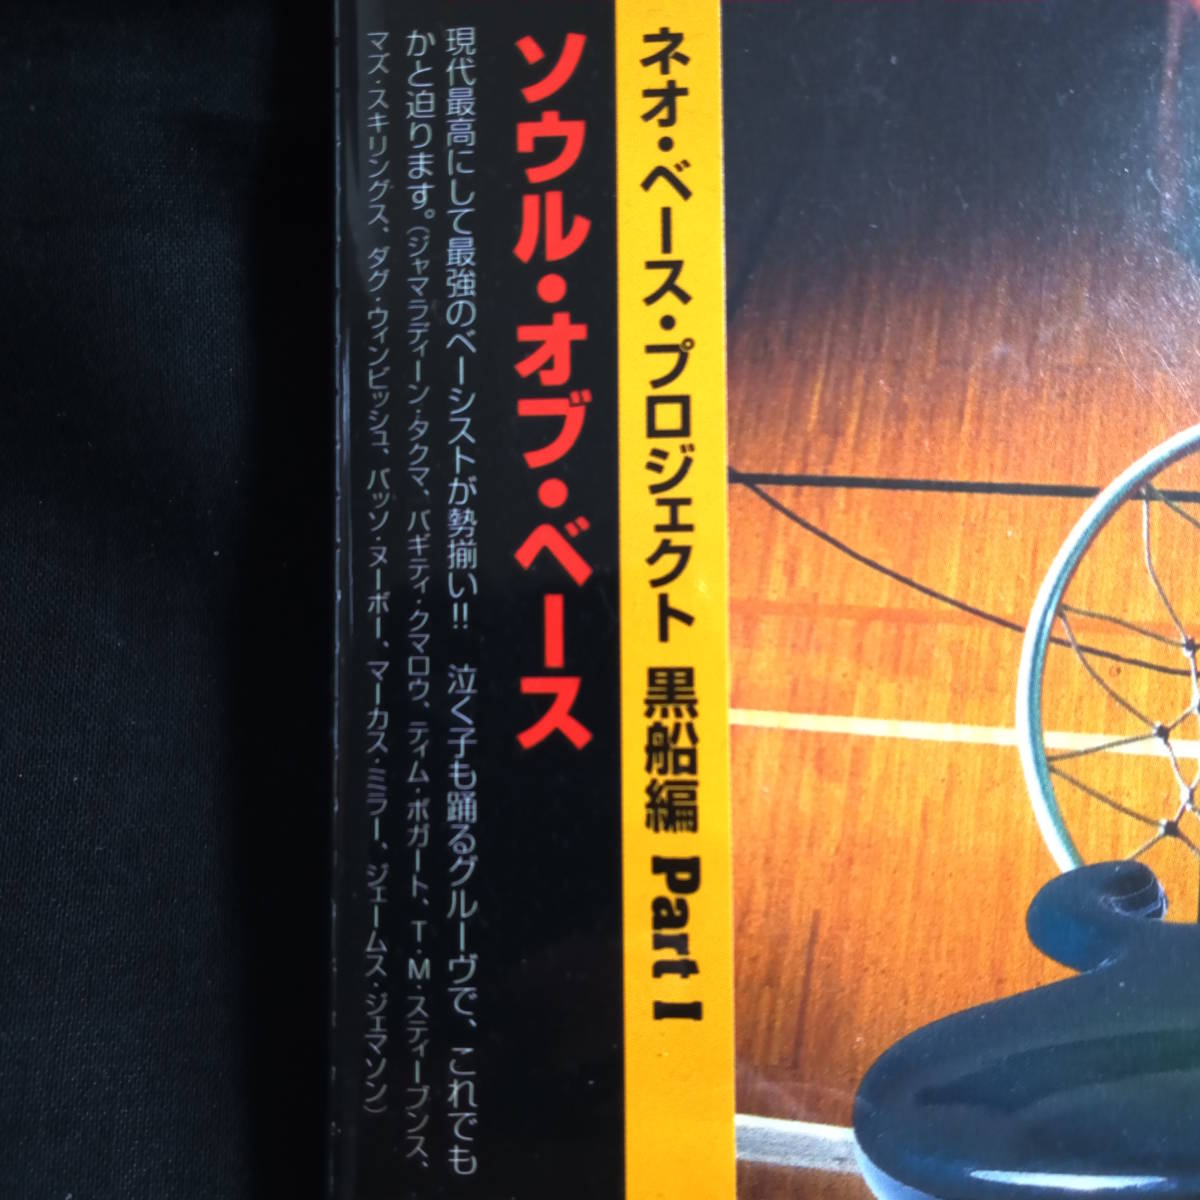 ネオ・ベース・プロジェクト 黒船編 Part I
ソウル・オブ・ベース
現代最高にして最強のベーシストが勢揃い!! 泣く子も踊るグルーヴで、これでも
かと迫ります。(ジャマラディーン・タクマ、バギティ・クマロウ、ティム・ボガート、T・M・スティーブンス、
マズ・スキリングス、ダグ・ウィンビッシュ、バッソ・ヌーボー、マーカス・ミラー、ジェームス・ジェマソン)